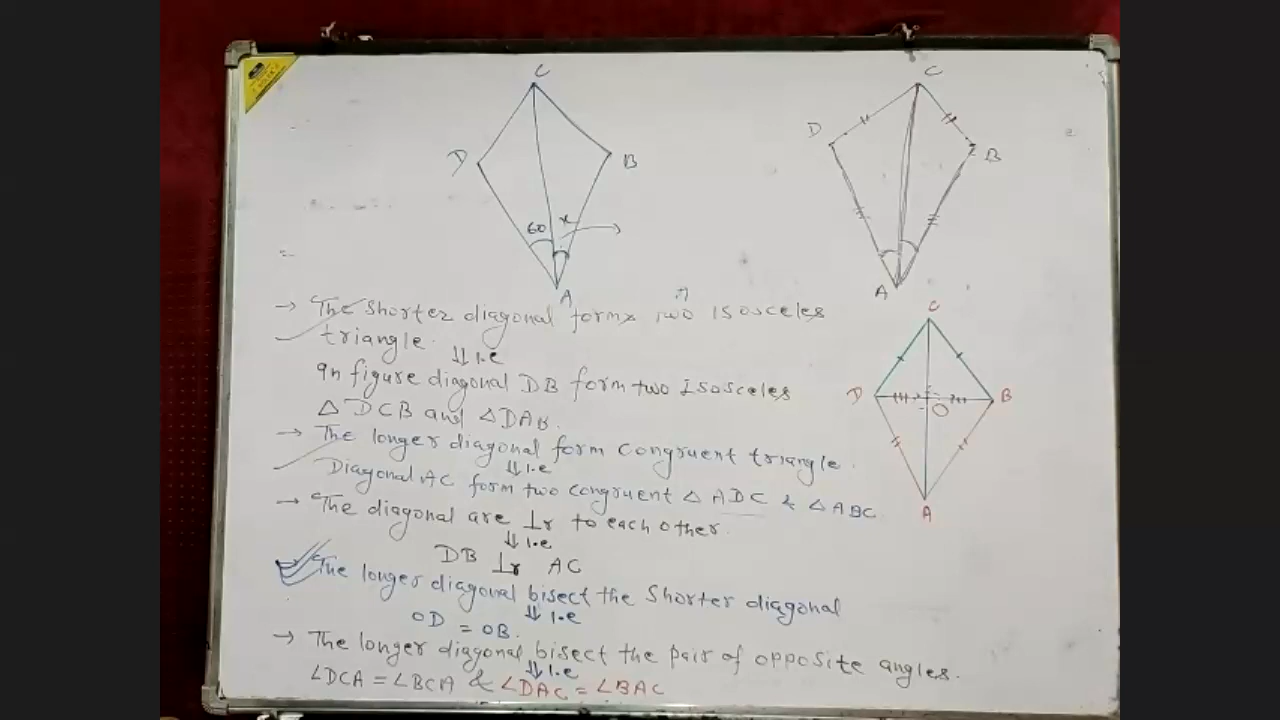 C
C
D
B
D
B
60
x
A
A
→ The Shorter diagonal forms two Isosceles
triangle.
⇓ i.e
In figure diagonal DB form two Isosceles
△ DCB and △DAB.
→ The longer diagonal form congruent triangle.
⇓ i.e
Diagonal AC form two congruent △ ADC & △ABC
→ The diagonal are ⊥r to each other.
⇓ i.e
DB ⊥r AC
The longer diagonal bisect the Shorter diagonal
⇓ i.e
OD = OB.
→ The longer diagonal bisect the pair of opposite angles.
⇓ i.e
∠DCA = ∠BCA & ∠DAC = ∠BAC
C
D
B
O
A